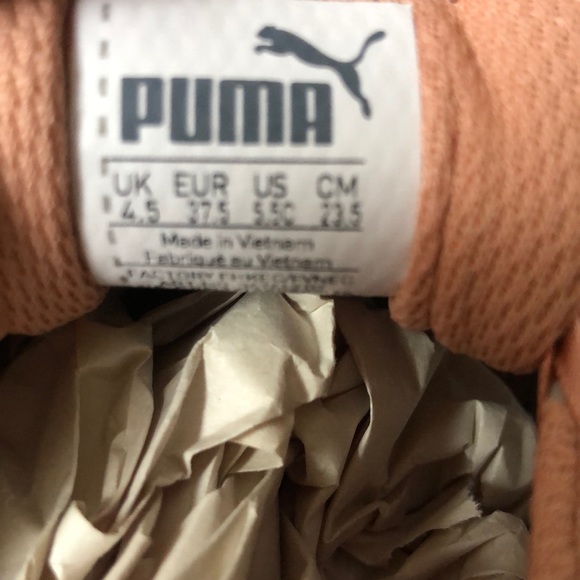 PUMA
UK EUR US CM
4.5 37.5 5.5C 23.5
Made in Vietnam
Fabriqué au Vietnam
FACTORY